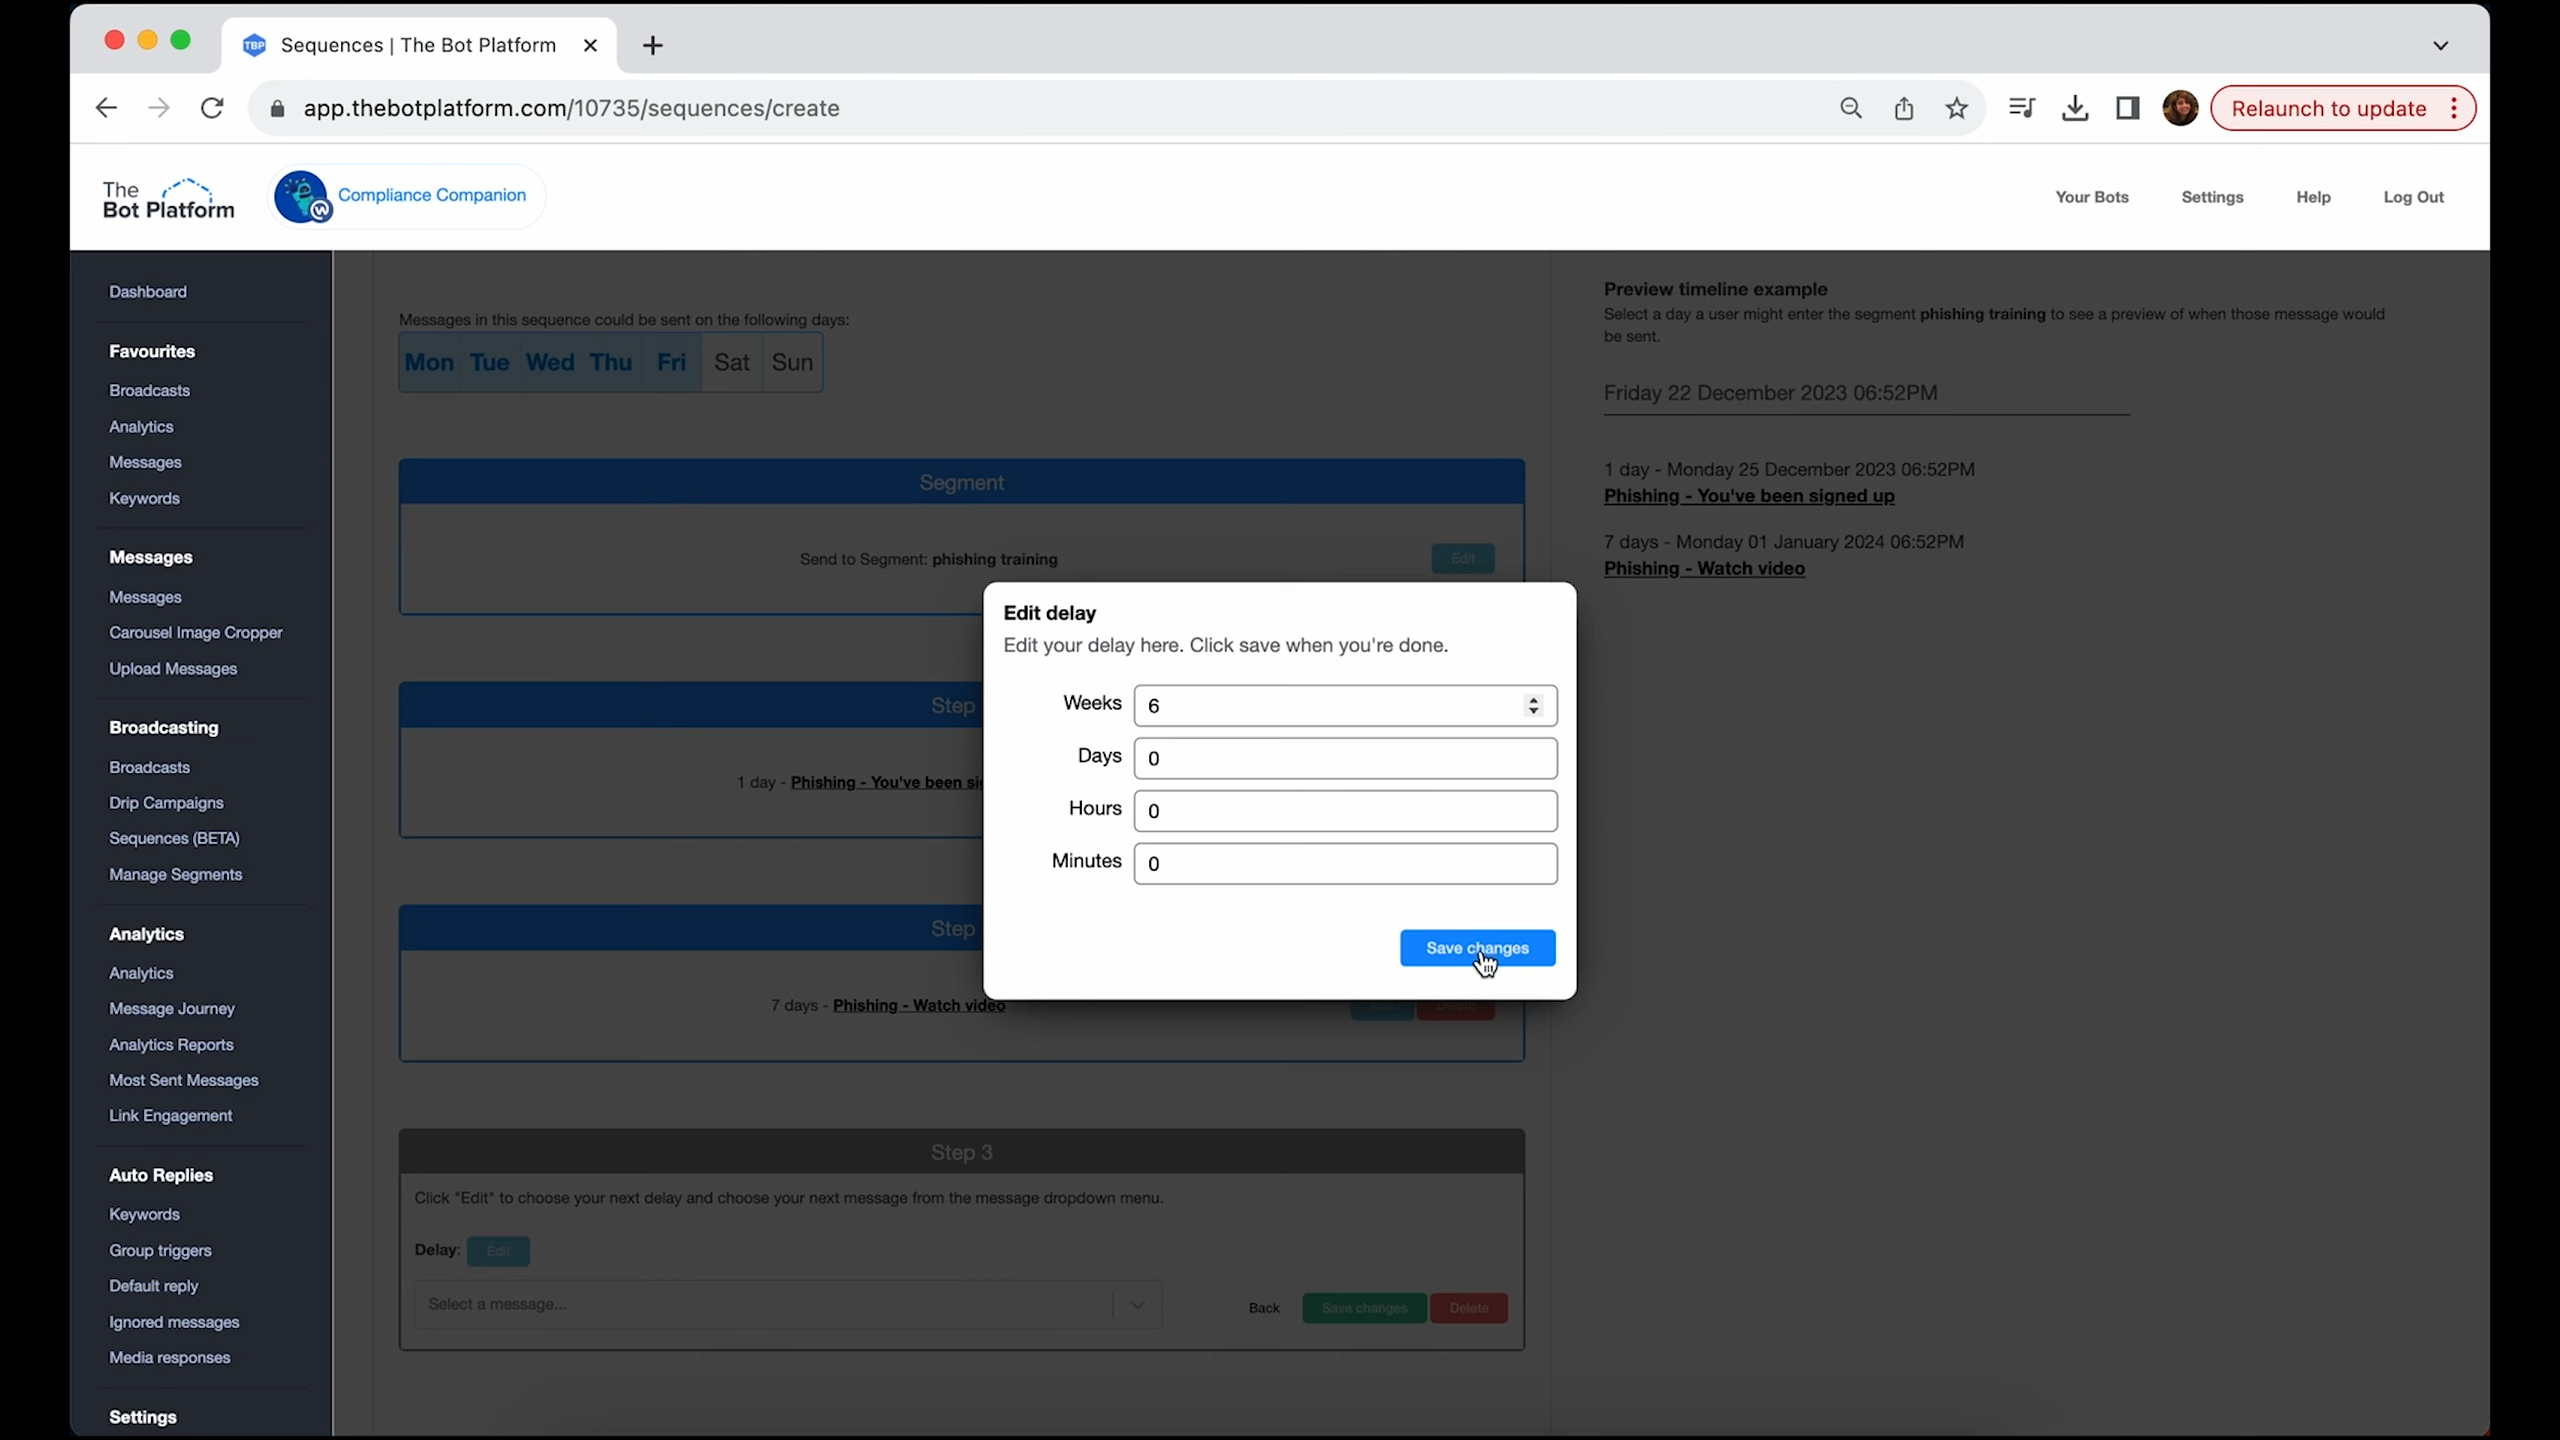 TBP Sequences | The Bot Platform
app.thebotplatform.com/10735/sequences/create
Relaunch to update
The
Bot Platform
Compliance Companion
Your Bots
Settings
Help
Log Out
Dashboard
Favourites
Broadcasts
Analytics
Messages
Keywords
Messages
Messages
Carousel Image Cropper
Upload Messages
Broadcasting
Broadcasts
Drip Campaigns
Sequences (BETA)
Manage Segments
Analytics
Analytics
Message Journey
Analytics Reports
Most Sent Messages
Link Engagement
Auto Replies
Keywords
Group triggers
Default reply
Ignored messages
Media responses
Settings
Messages in this sequence could be sent on the following days:
Mon Tue Wed Thu Fri Sat Sun
Segment
Send to Segment: phishing training
Edit
Step
1 day - Phishing - You've been si
Step
7 days - Phishing - Watch video
Delete
Step 3
Click "Edit" to choose your next delay and choose your next message from the message dropdown menu.
Delay: Edit
Select a message...
Back
Save changes
Delete
Edit delay
Edit your delay here. Click save when you're done.
Weeks 6
Days 0
Hours 0
Minutes 0
Save changes
Preview timeline example
Select a day a user might enter the segment phishing training to see a preview of when those message would
be sent.
Friday 22 December 2023 06:52PM
1 day - Monday 25 December 2023 06:52PM
Phishing - You've been signed up
7 days - Monday 01 January 2024 06:52PM
Phishing - Watch video